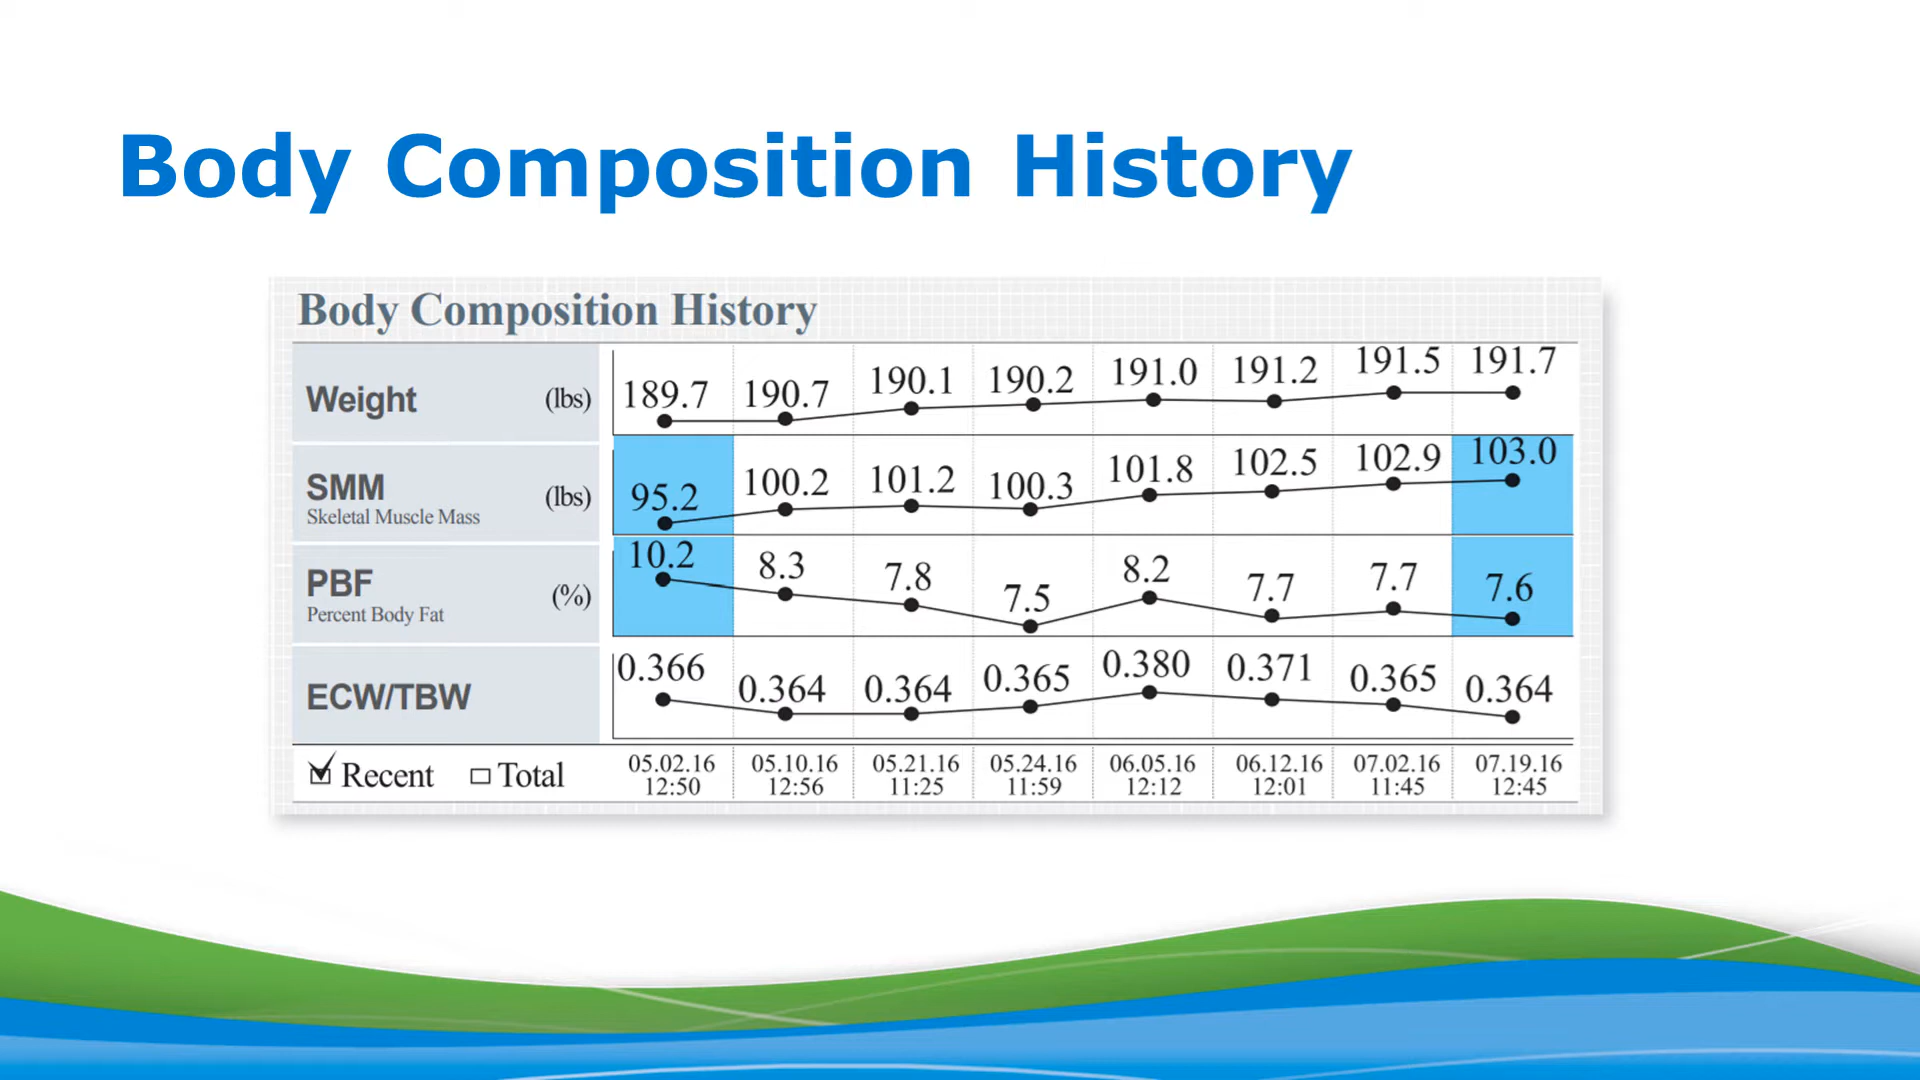 Body Composition History
Body Composition History
Weight (lbs) 189.7 190.7 190.1 190.2 191.0 191.2 191.5 191.7
SMM (lbs) 95.2 100.2 101.2 100.3 101.8 102.5 102.9 103.0
Skeletal Muscle Mass
PBF (%) 10.2 8.3 7.8 7.5 8.2 7.7 7.7 7.6
Percent Body Fat
ECW/TBW 0.366 0.364 0.364 0.365 0.380 0.371 0.365 0.364
Recent Total 05.02.16 05.10.16 05.21.16 05.24.16 06.05.16 06.12.16 07.02.16 07.19.16
12:50 12:56 11:25 11:59 12:12 12:01 11:45 12:45